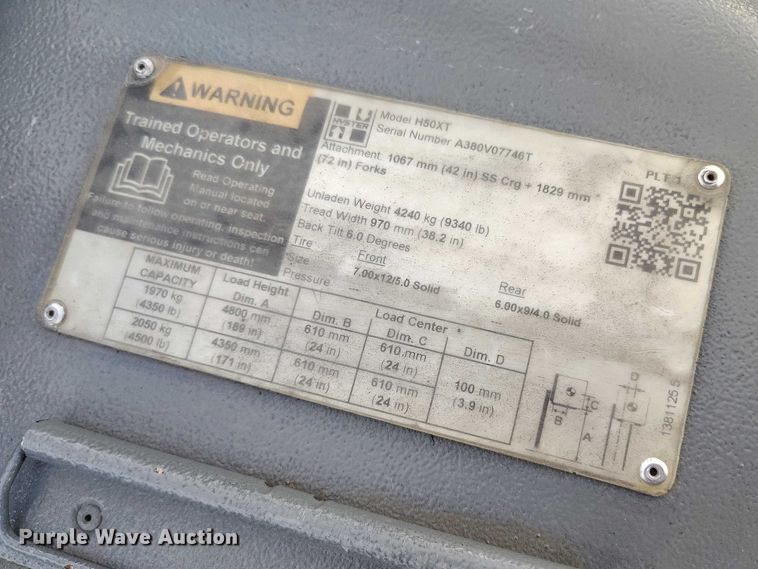 WARNING
Trained Operators and
Mechanics Only
Read Operating
Manual located
on or near seat.
Failure to follow operating, inspection
and maintenance instructions can
cause serious injury or death!
HYSTER
Model H50XT
Serial Number A380V07746T
Attachment 1067 mm (42 in) SS Crg + 1829 mm
(72 in) Forks
Unladen Weight 4240 kg (9340 lb)
Tread Width 970 mm (38.2 in)
Back Tilt 6.0 Degrees
Tire Front Rear
Size 7.00x12/5.0 Solid 6.00x9/4.0 Solid
Pressure
PLT 1
MAXIMUM CAPACITY Load Height Dim. A Load Center
Dim. B Dim. C Dim. D
1970 kg 4800 mm 610 mm 610 mm
(4350 lb) (189 in) (24 in) (24 in)
2050 kg 4350 mm 610 mm 610 mm 100 mm
(4500 lb) (171 in) (24 in) (24 in) (3.9 in)
D
C
B
A
1381125 5
Purple Wave Auction